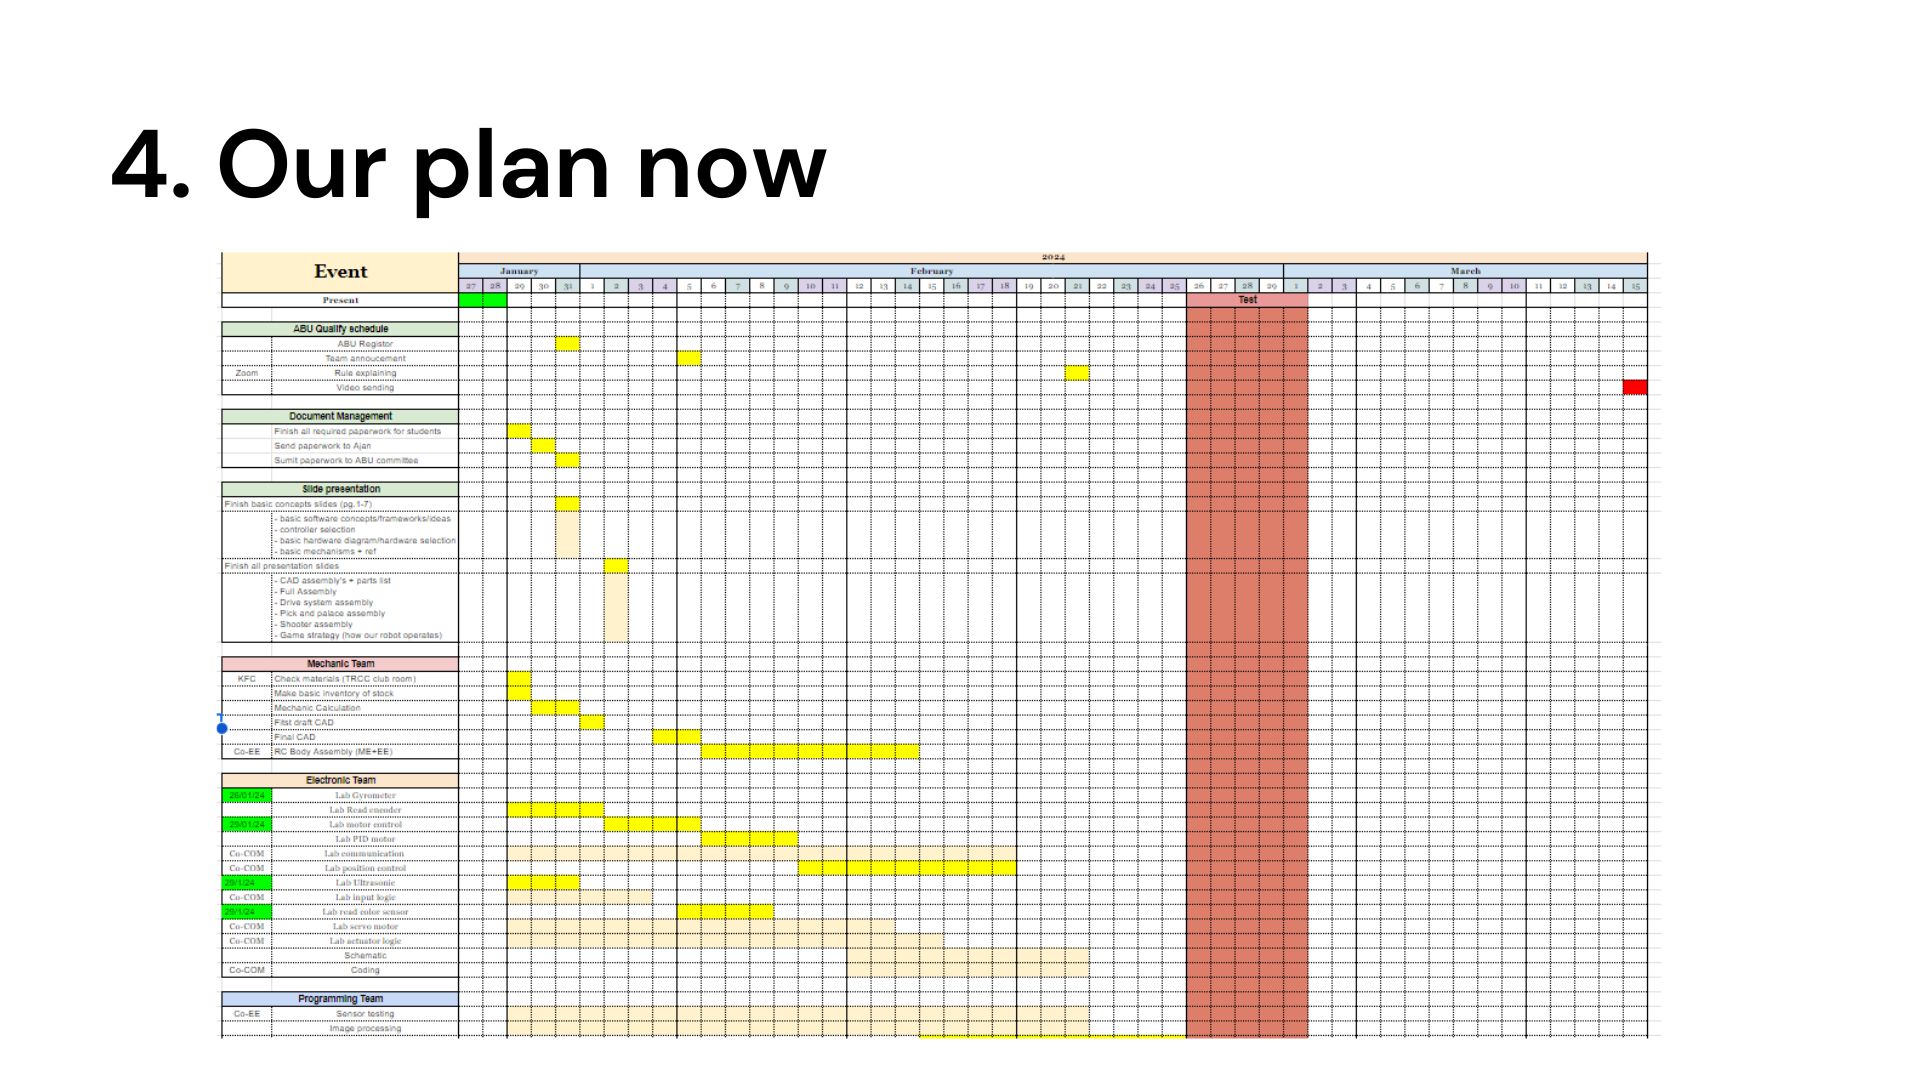 4. Our plan now
Event
2024
January February March
27 28 29 30 31 1 2 3 4 5 6 7 8 9 10 11 12 13 14 15 16 17 18 19 20 21 22 23 24 25 26 27 28 29 1 2 3 4 5 6 7 8 9 10 11 12 13 14 15
Present Test
ABU Qualify schedule
ABU Registor
Team annoucement
Zoom Rule explaining
Video sending
Document Management
Finish all required paperwork for students
Send paperwork to Ajan
Sumit paperwork to ABU committee
Slide presentation
Finish basic concepts slides (pg.1-7)
- basic software concepts/frameworks/ideas
- controller selection
- basic hardware diagram/hardware selection
- basic mechanisms + ref
Finish all presentation slides
- CAD assembly's + parts list
- Full Assembly
- Drive system assembly
- Pick and palace assembly
- Shooter assembly
- Game strategy (how our robot operates)
Mechanic Team
KFC Check materials (TRCC club room)
Make basic inventory of stock
Mechanic Calculation
Fitst draft CAD
Final CAD
Co-EE RC Body Assembly (ME+EE)
Electronic Team
26/01/24 Lab Gyrometer
Lab Read encoder
29/01/24 Lab motor control
Lab PID motor
Co-COM Lab communication
Co-COM Lab position control
29/1/24 Lab Ultrasonic
Co-COM Lab input logic
29/1/24 Lab read color sensor
Co-COM Lab servo motor
Co-COM Lab actuator logic
Schematic
Co-COM Coding
Programming Team
Co-EE Sensor testing
Image processing